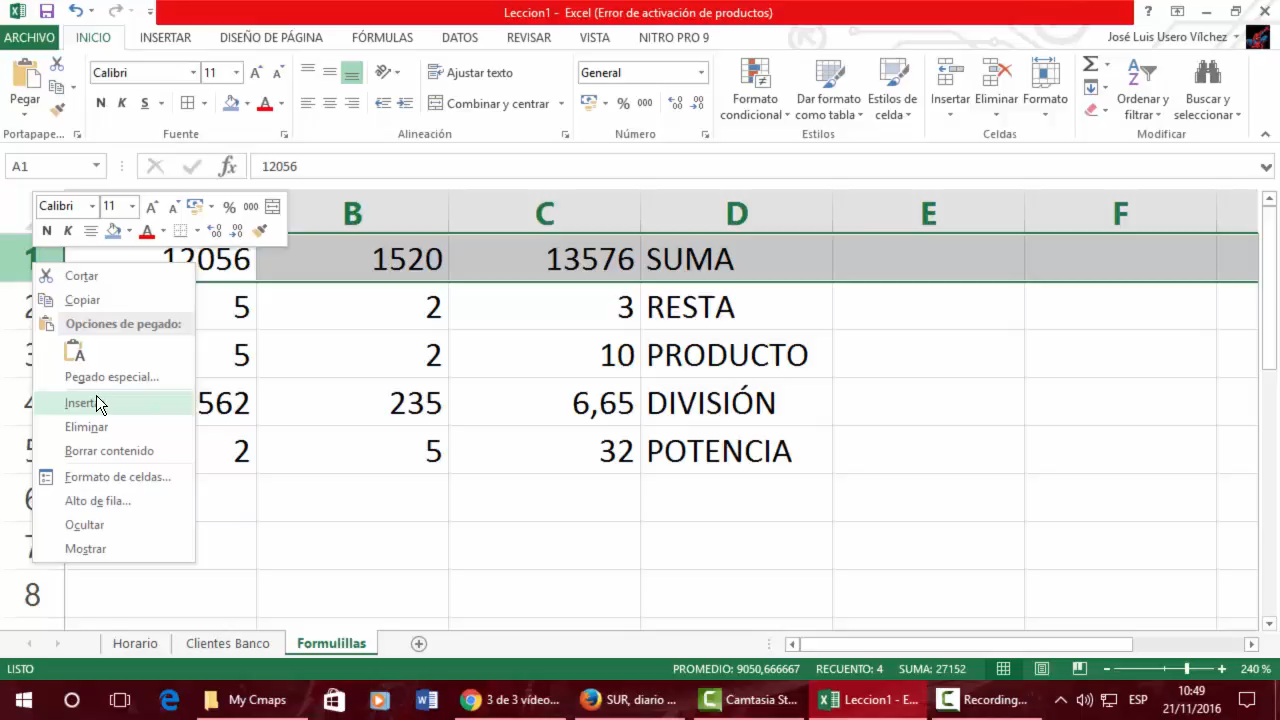 Leccion1 - Excel (Error de activación de productos)
ARCHIVO INICIO INSERTAR DISEÑO DE PÁGINA FÓRMULAS DATOS REVISAR VISTA NITRO PRO 9 José Luis Usero Vílchez
Pegar
Calibri 11
N K S
Ajustar texto
Combinar y centrar
General
% 000
Formato condicional
Dar formato como tabla
Estilos de celda
Insertar
Eliminar
Formato
Ordenar y filtrar
Buscar y seleccionar
Portapape... Fuente Alineación Número Estilos Celdas Modificar
A1 fx 12056
Calibri 11 % 000
N K
B C D E F
1 12056 1520 13576 SUMA
2 5 2 3 RESTA
3 5 2 10 PRODUCTO
4 562 235 6,65 DIVISIÓN
5 2 5 32 POTENCIA
6
7
8
Cortar
Copiar
Opciones de pegado:
Pegado especial...
Eliminar
Borrar contenido
Formato de celdas...
Alto de fila...
Ocultar
Mostrar
Horario Clientes Banco Formulillas
LISTO PROMEDIO: 9050,666667 RECUENTO: 4 SUMA: 27152 240 %
My Cmaps 3 de 3 vídeo... SUR, diario ... Camtasia St... Leccion1 - E... Recording... ESP 10:49
21/11/2016